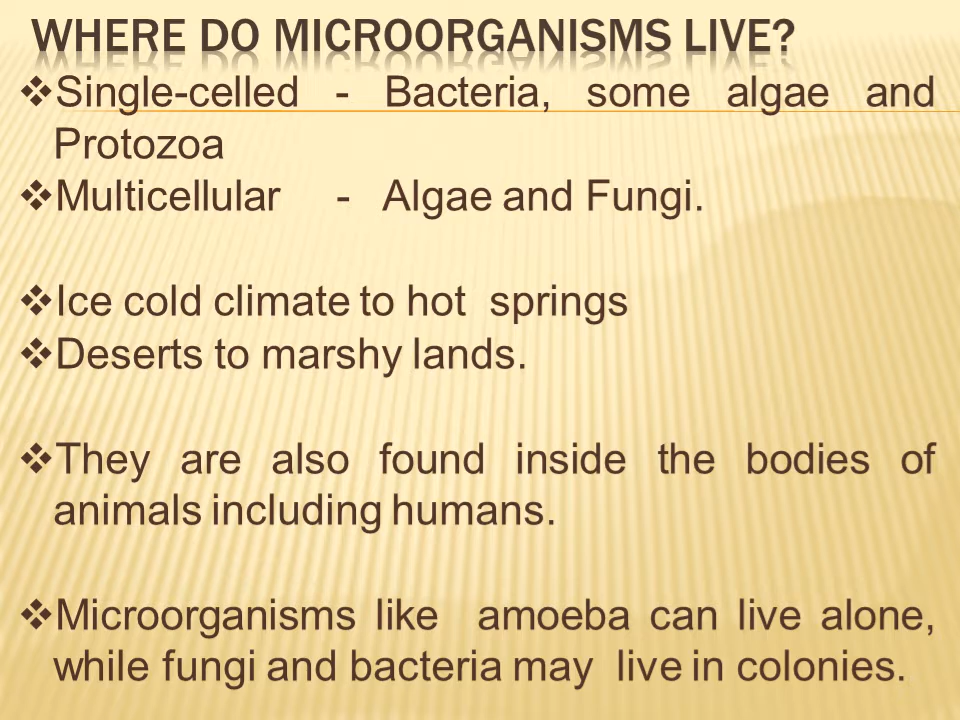 WHERE DO MICROORGANISMS LIVE?
❖Single-celled - Bacteria, some algae and
Protozoa
❖Multicellular - Algae and Fungi.
❖Ice cold climate to hot springs
❖Deserts to marshy lands.
❖They are also found inside the bodies of
animals including humans.
❖Microorganisms like amoeba can live alone,
while fungi and bacteria may live in colonies.